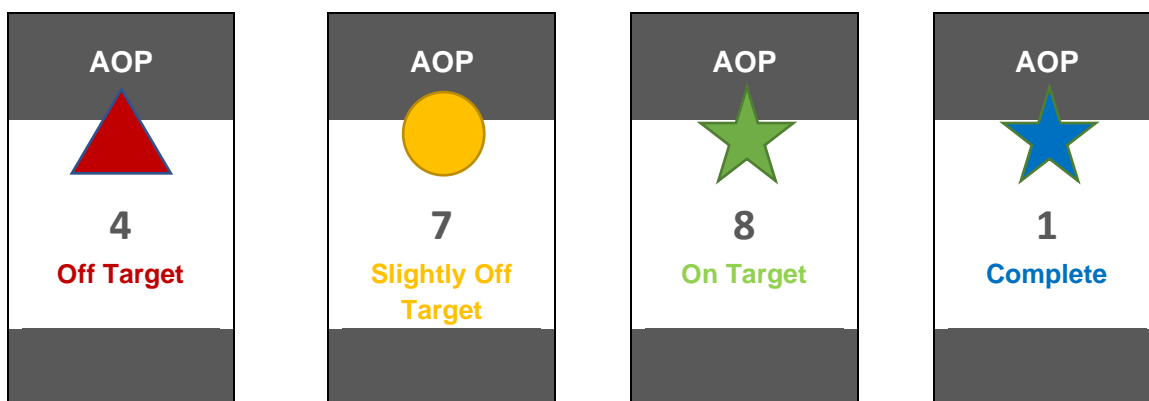 AOP
4
Off Target
AOP
7
Slightly Off
Target
AOP
8
On Target
AOP
1
Complete